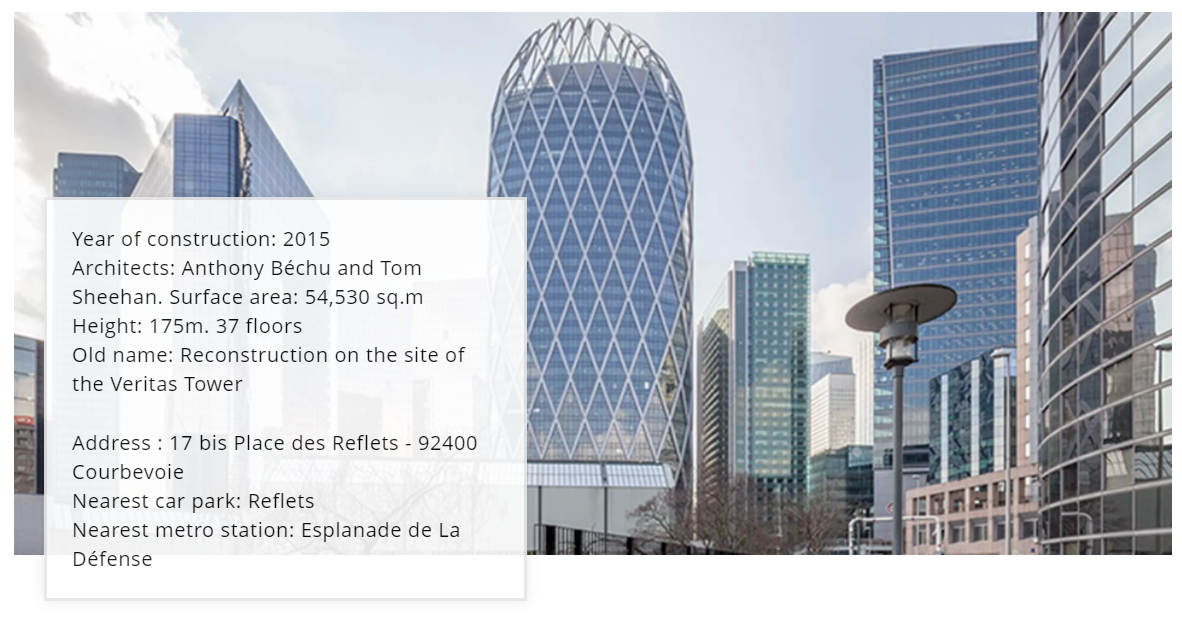 Year of construction: 2015
Architects: Anthony Béchu and Tom
Sheehan. Surface area: 54,530 sq.m
Height: 175m. 37 floors
Old name: Reconstruction on the site of
the Veritas Tower
Address : 17 bis Place des Reflets - 92400
Courbevoie
Nearest car park: Reflets
Nearest metro station: Esplanade de La
Défense